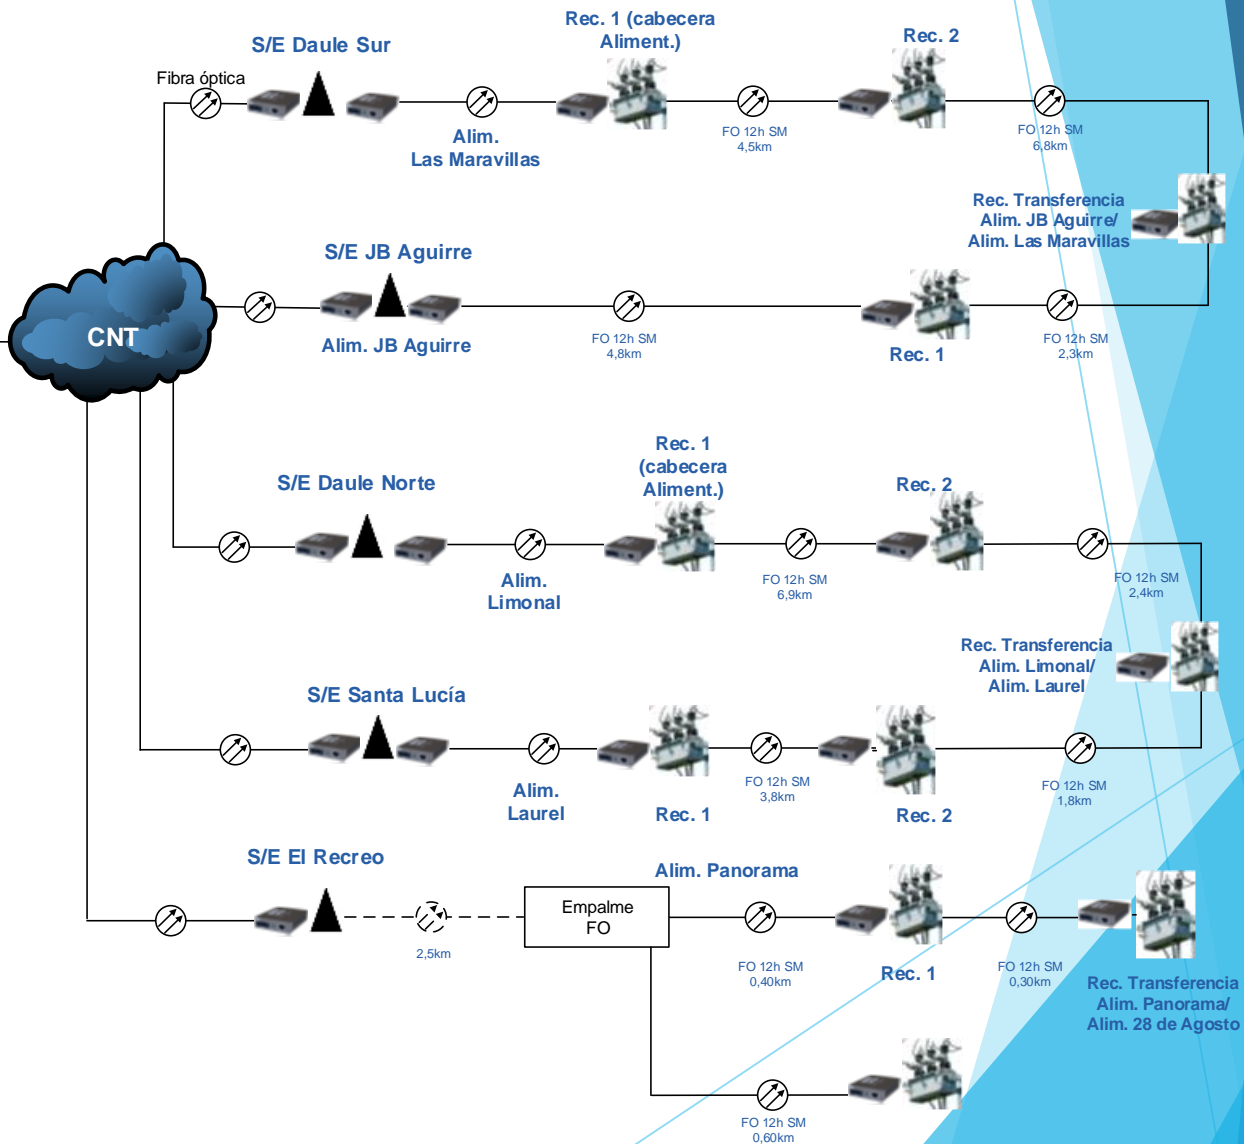 Rec. 1 (cabecera
Aliment.)
Rec. 2
S/E Daule Sur
Fibra óptica
Alim.
Las Maravillas
FO 12h SM
4,5km
FO 12h SM
6,8km
Rec. Transferencia
Alim. JB Aguirre/
Alim. Las Maravillas
S/E JB Aguirre
CNT
Alim. JB Aguirre
FO 12h SM
4,8km
Rec. 1
FO 12h SM
2,3km
Rec. 1
(cabecera
Aliment.)
S/E Daule Norte
Rec. 2
Alim.
Limonal
FO 12h SM
6,9km
FO 12h SM
2,4km
Rec. Transferencia
Alim. Limonal/
Alim. Laurel
S/E Santa Lucía
Alim.
Laurel
Rec. 1
FO 12h SM
3,8km
Rec. 2
FO 12h SM
1,8km
S/E El Recreo
Alim. Panorama
2,5km
Empalme
FO
FO 12h SM
0,40km
Rec. 1
FO 12h SM
0,30km
Rec. Transferencia
Alim. Panorama/
Alim. 28 de Agosto
FO 12h SM
0,60km